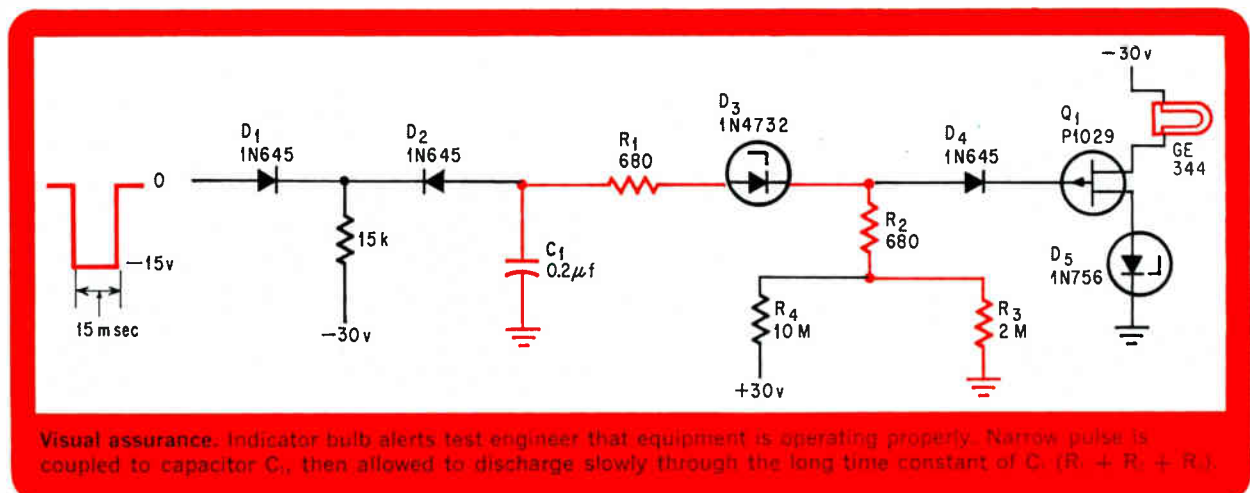 -30v
D3
1N4732
Q1
P1029
D1
1N645
D2
1N645
R1
680
D4
1N645
GE
344
0
15k
C1
0.2µf
R2
680
D5
1N756
-15v
15 msec
-30v
R4
10 M
R3
2 M
+30v
Visual assurance. Indicator bulb alerts test engineer that equipment is operating properly. Narrow pulse is
coupled to capacitor C1, then allowed to discharge slowly through the long time constant of C1 (R1 + R2 + R3).